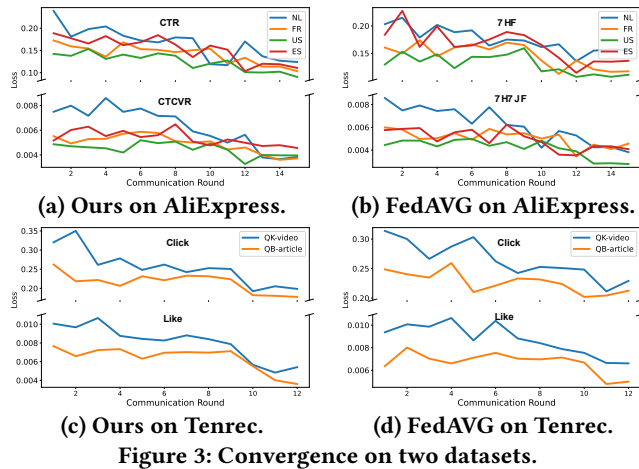 CTR
NL
FR
US
ES
0.20
0.15
0.10
Loss
CTCVR
0.008
0.006
0.004
2 4 6 8 10 12 14
Communication Round
(a) Ours on AliExpress.
7 HF
NL
FR
US
ES
0.20
0.15
Loss
7H7 JF
0.008
0.006
0.004
2 4 6 8 10 12 14
Communication Round
(b) FedAVG on AliExpress.
Click
QK-video
QB-article
0.35
0.30
0.25
0.20
Loss
Like
0.010
0.008
0.006
0.004
2 4 6 8 10 12
Communication Round
(c) Ours on Tenrec.
Click
QK-video
QB-article
0.30
0.25
0.20
Loss
Like
0.010
0.008
0.006
2 4 6 8 10 12
Communication Round
(d) FedAVG on Tenrec.
Figure 3: Convergence on two datasets.